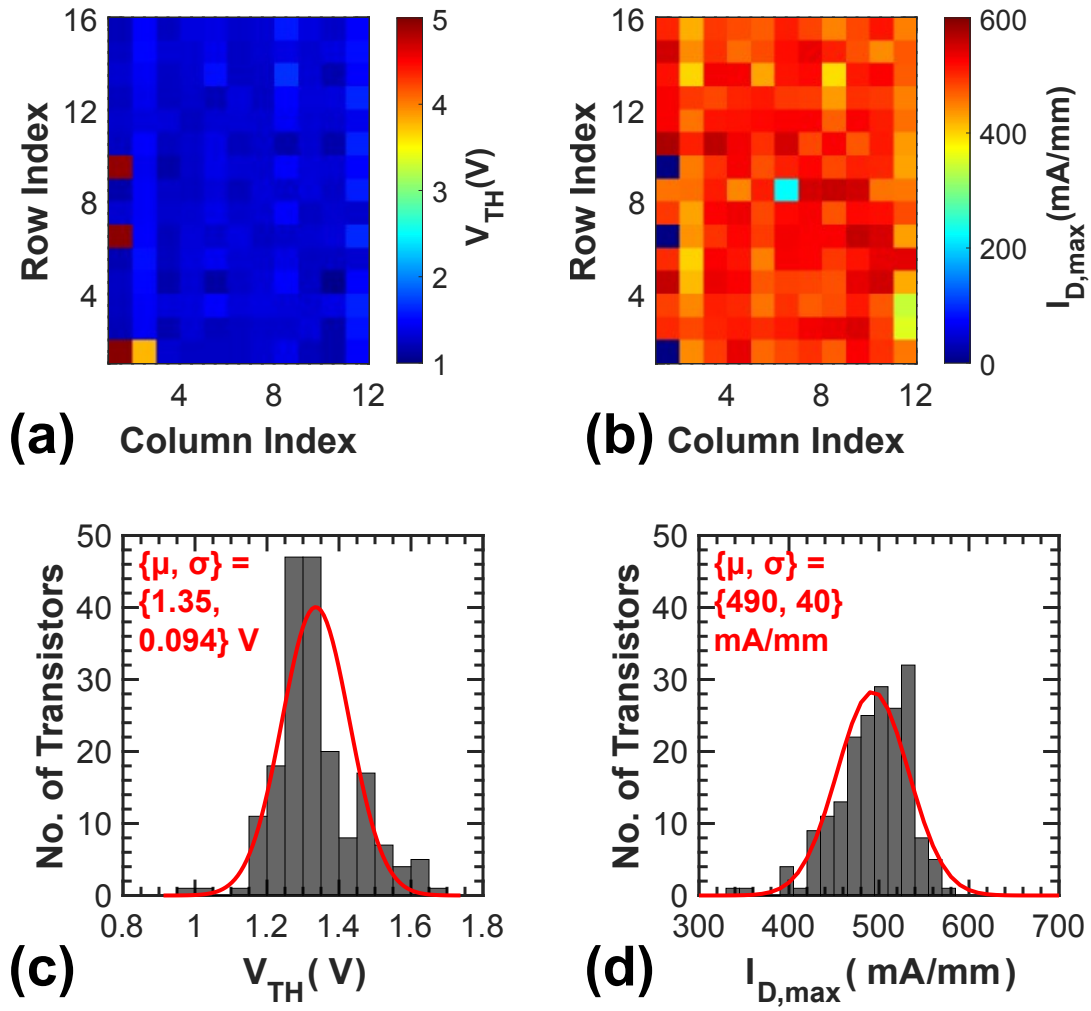 16
12
8
4
Row Index
4
8
12
Column Index
(a)
5
4
3
2
1
V_TH(V)
16
12
8
4
Row Index
4
8
12
Column Index
(b)
600
400
200
0
I_D,max(mA/mm)
50
40
30
20
10
0
No. of Transistors
{μ, σ} =
{1.35,
0.094} V
0.8
1
1.2
1.4
1.6
1.8
V_TH( V)
(c)
50
40
30
20
10
0
No. of Transistors
{μ, σ} =
{490, 40}
mA/mm
300
400
500
600
700
I_D,max( mA/mm)
(d)